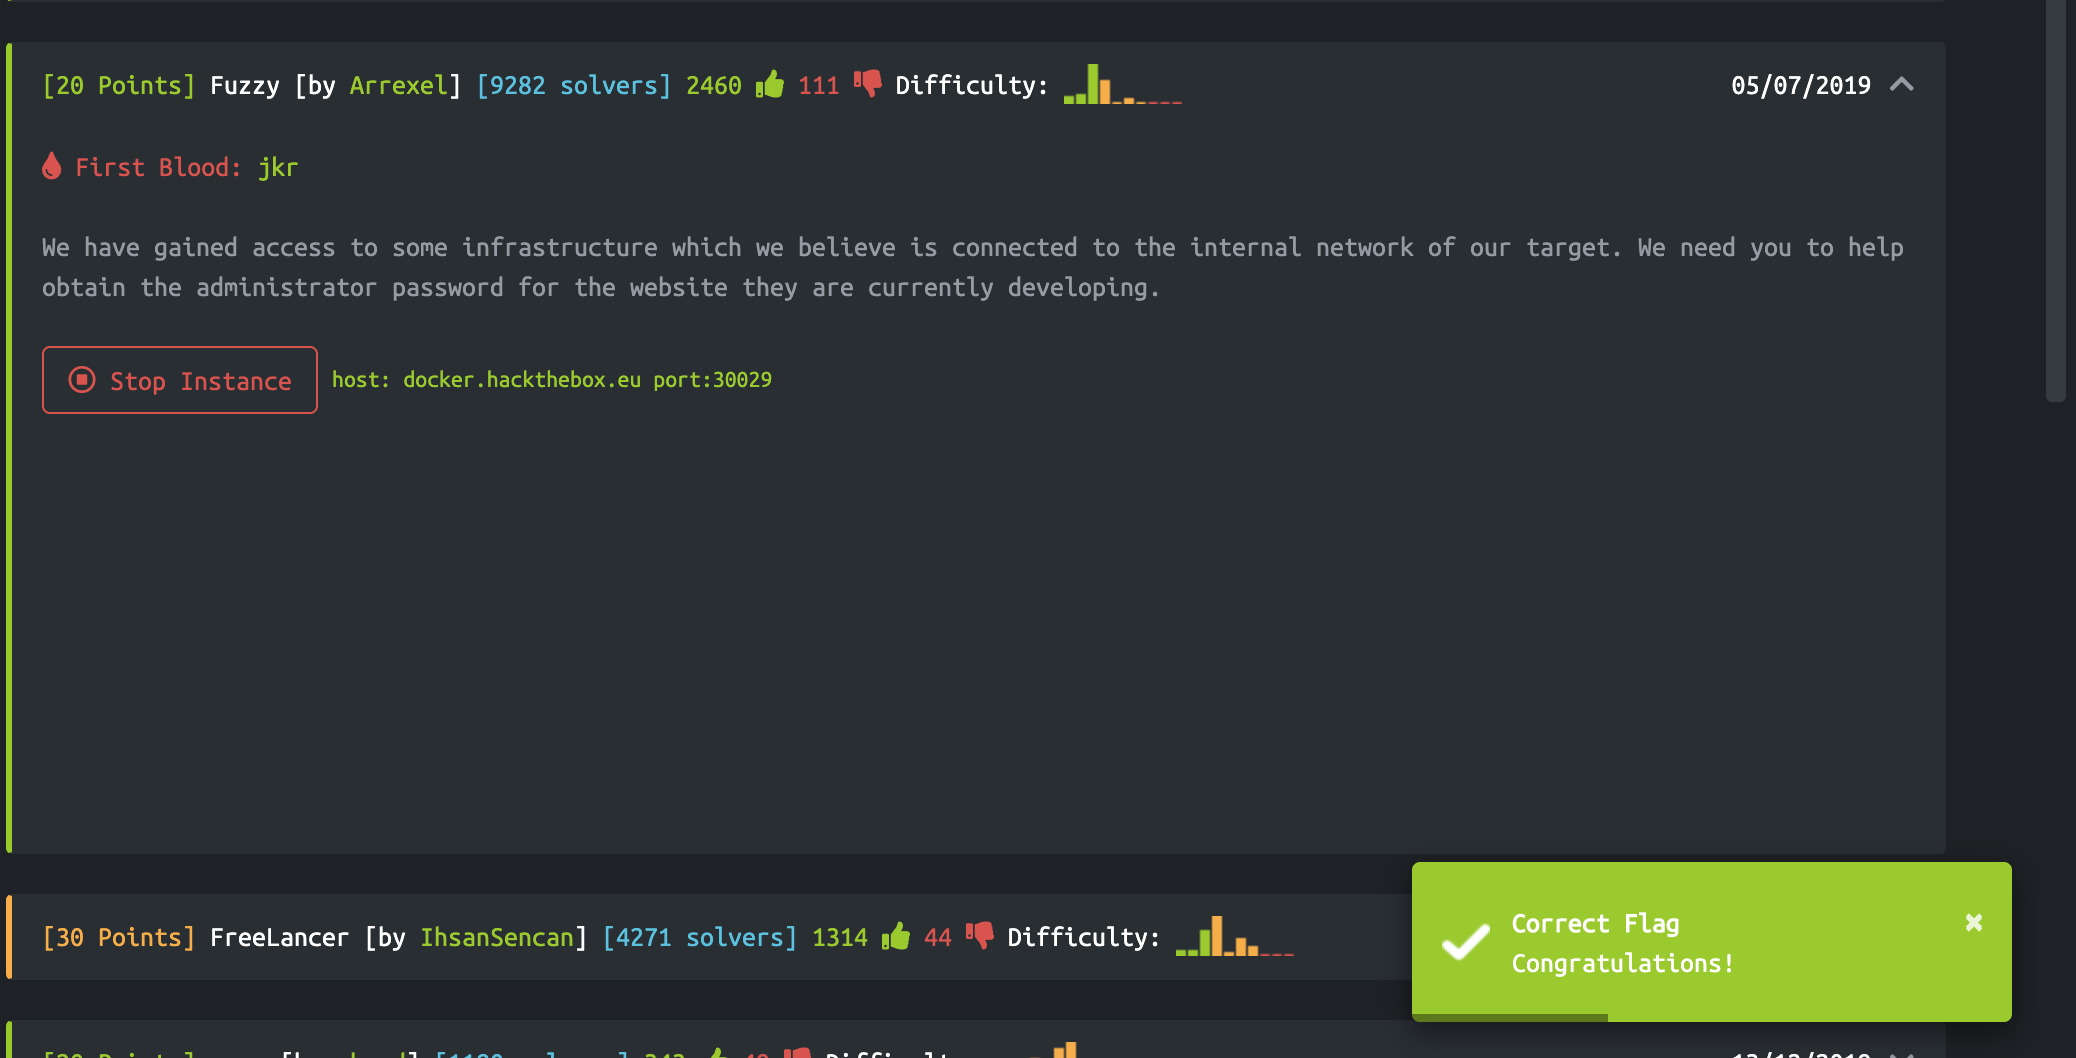 [20 Points] Fuzzy [by Arrexel] [9282 solvers] 2460 111 Difficulty: 05/07/2019
First Blood: jkr
We have gained access to some infrastructure which we believe is connected to the internal network of our target. We need you to help
obtain the administrator password for the website they are currently developing.
Stop Instance host: docker.hackthebox.eu port:30029
[30 Points] FreeLancer [by IhsanSencan] [4271 solvers] 1314 44 Difficulty:
Correct Flag
Congratulations!